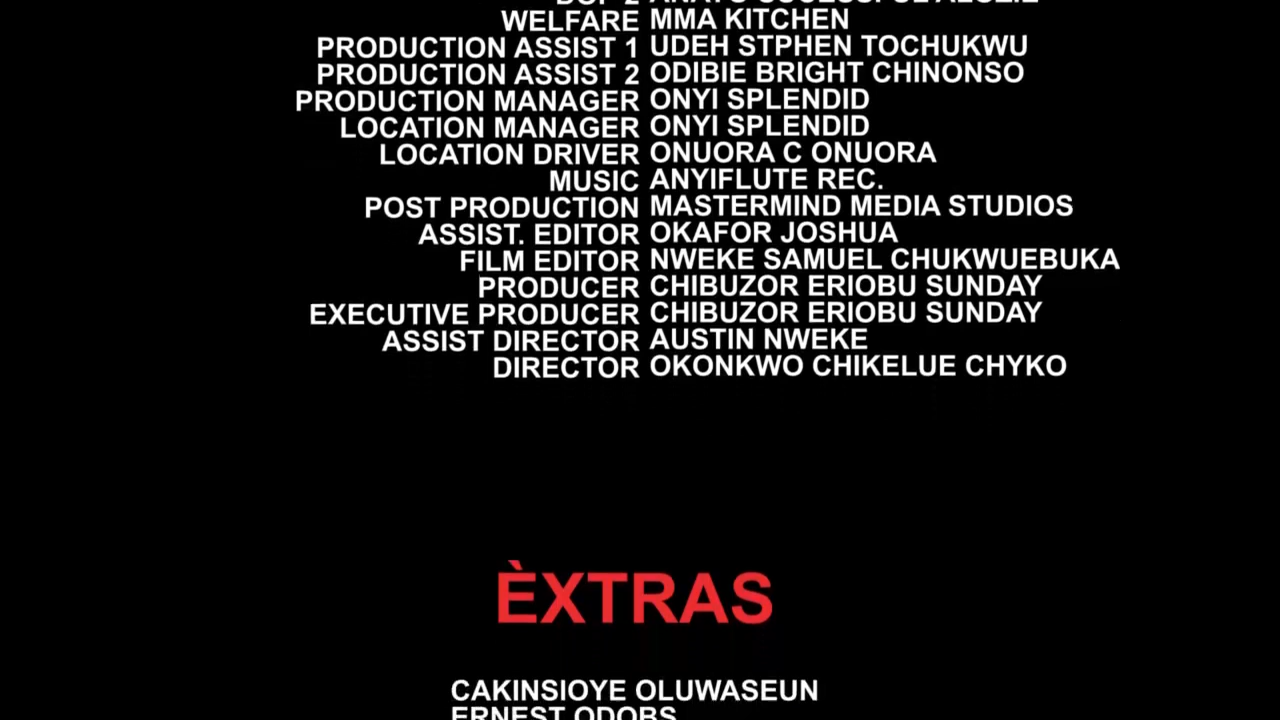 WELFARE MMA KITCHEN
PRODUCTION ASSIST 1 UDEH STPHEN TOCHUKWU
PRODUCTION ASSIST 2 ODIBIE BRIGHT CHINONSO
PRODUCTION MANAGER ONYI SPLENDID
LOCATION MANAGER ONYI SPLENDID
LOCATION DRIVER ONUORA C ONUORA
MUSIC ANYIFLUTE REC.
POST PRODUCTION MASTERMIND MEDIA STUDIOS
ASSIST. EDITOR OKAFOR JOSHUA
FILM EDITOR NWEKE SAMUEL CHUKWUEBUKA
PRODUCER CHIBUZOR ERIOBU SUNDAY
EXECUTIVE PRODUCER CHIBUZOR ERIOBU SUNDAY
ASSIST DIRECTOR AUSTIN NWEKE
DIRECTOR OKONKWO CHIKELUE CHYKO
ÈXTRAS
CAKINSIOYE OLUWASEUN
ERNEST ODOBS